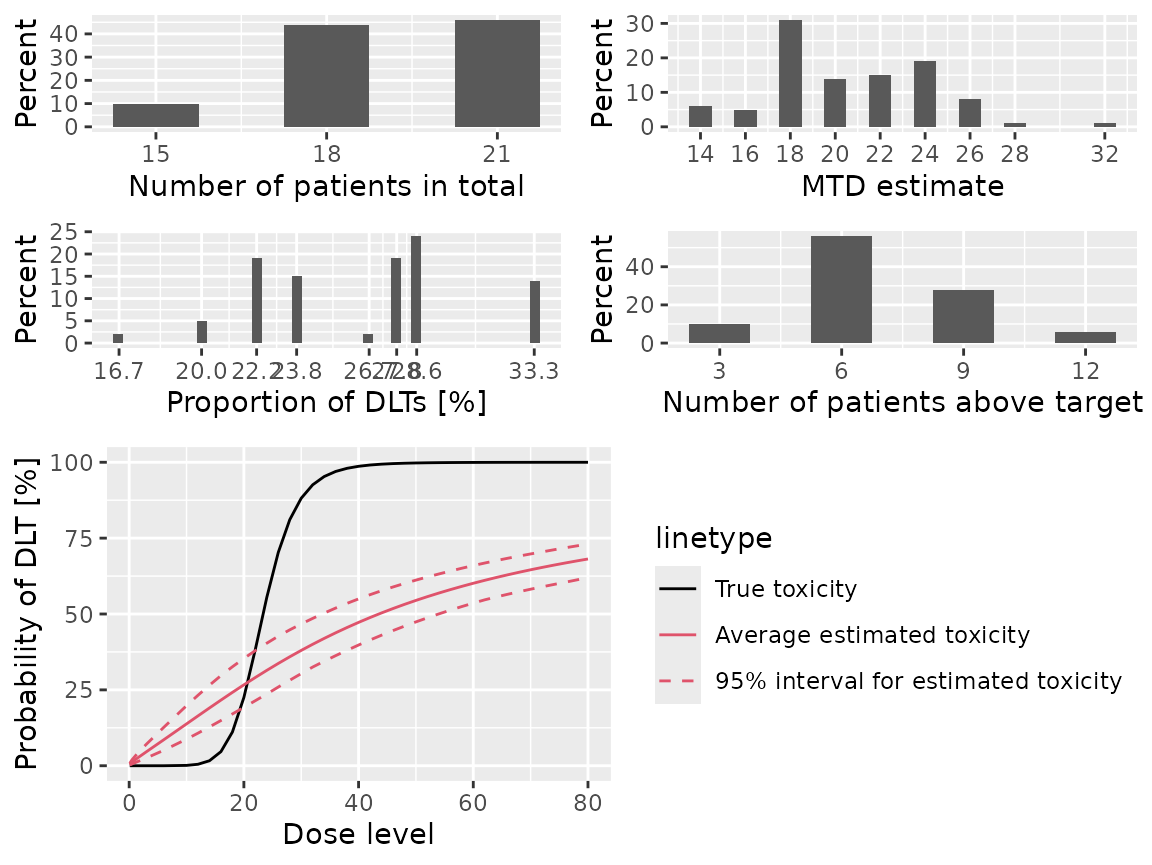 Percent
40
30
20
10
0
15 18 21
Number of patients in total
Percent
30
20
10
0
14 16 18 20 22 24 26 28 32
MTD estimate
Percent
25
20
15
10
5
0
16.7 20.0 22.2 23.8 33.3
Proportion of DLTs [%]
Percent
40
20
0
3 6 9 12
Number of patients above target
Probability of DLT [%]
100
75
50
25
0
0 20 40 60 80
Dose level
linetype
True toxicity
Average estimated toxicity
95% interval for estimated toxicity